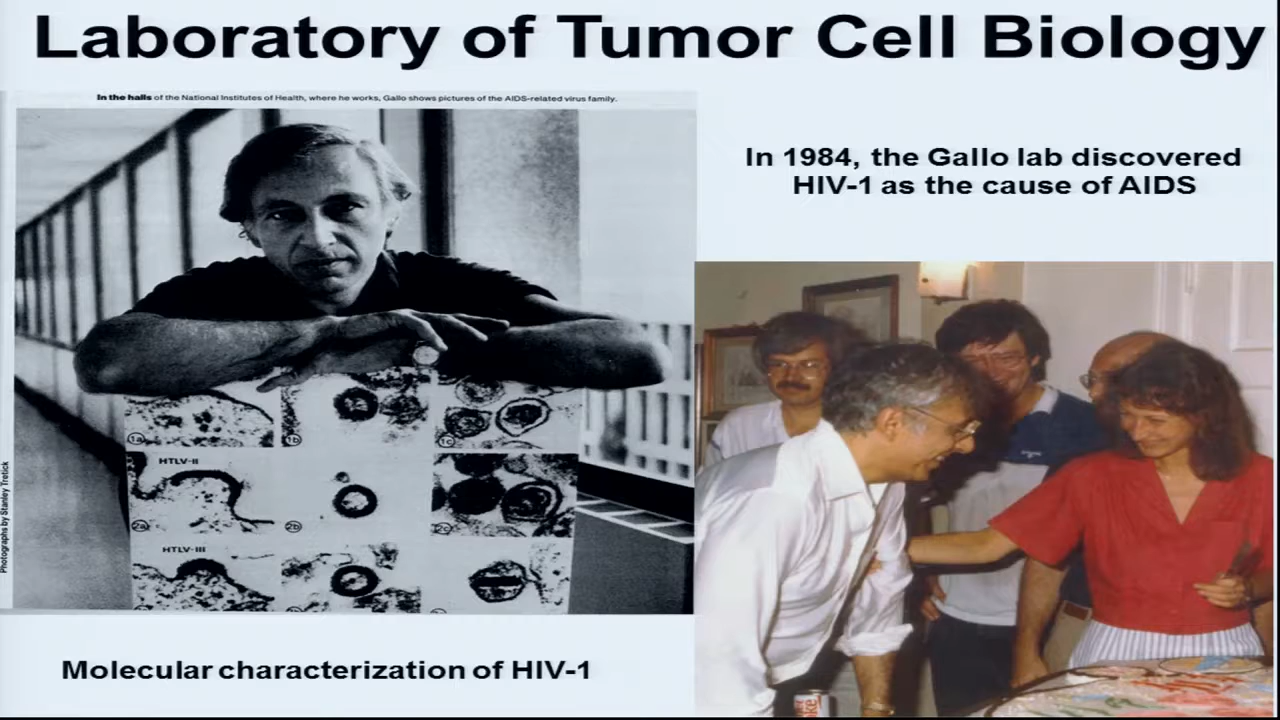 Laboratory of Tumor Cell Biology
In the halls of the National Institutes of Health, where he works, Gallo shows pictures of the AIDS-related virus family.
In 1984, the Gallo lab discovered
HIV-1 as the cause of AIDS
1a
1b
1c
HTLV-II
2a
2b
2c
HTLV-III
Photographs by Stanley Tretick
Molecular characterization of HIV-1